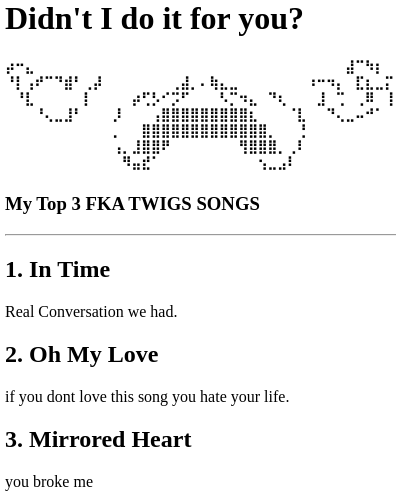 Didn't I do it for you?
My Top 3 FKA TWIGS SONGS
1. In Time
Real Conversation we had.
2. Oh My Love
if you dont love this song you hate your life.
3. Mirrored Heart
you broke me